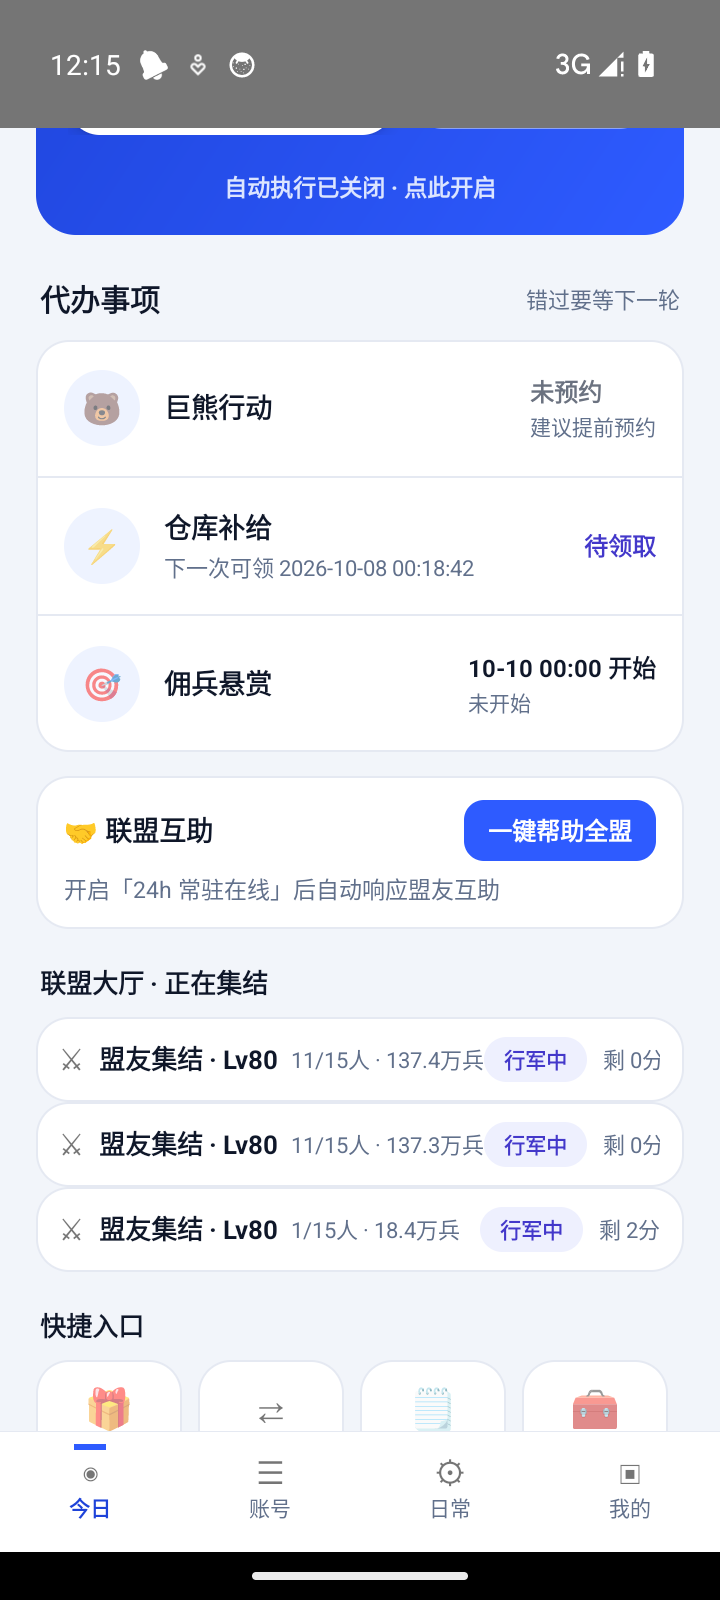 12:15
3G
自动执行已关闭 · 点此开启
代办事项
错过要等下一轮
巨熊行动
未预约
建议提前预约
仓库补给
下一次可领 2026-10-08 00:18:42
待领取
佣兵悬赏
10-10 00:00 开始
未开始
联盟互助
一键帮助全盟
开启「24h 常驻在线」后自动响应盟友互助
联盟大厅 · 正在集结
盟友集结 · Lv80 11/15人 · 137.4万兵 行军中 剩 0分
盟友集结 · Lv80 11/15人 · 137.3万兵 行军中 剩 0分
盟友集结 · Lv80 1/15人 · 18.4万兵 行军中 剩 2分
快捷入口
今日
账号
日常
我的